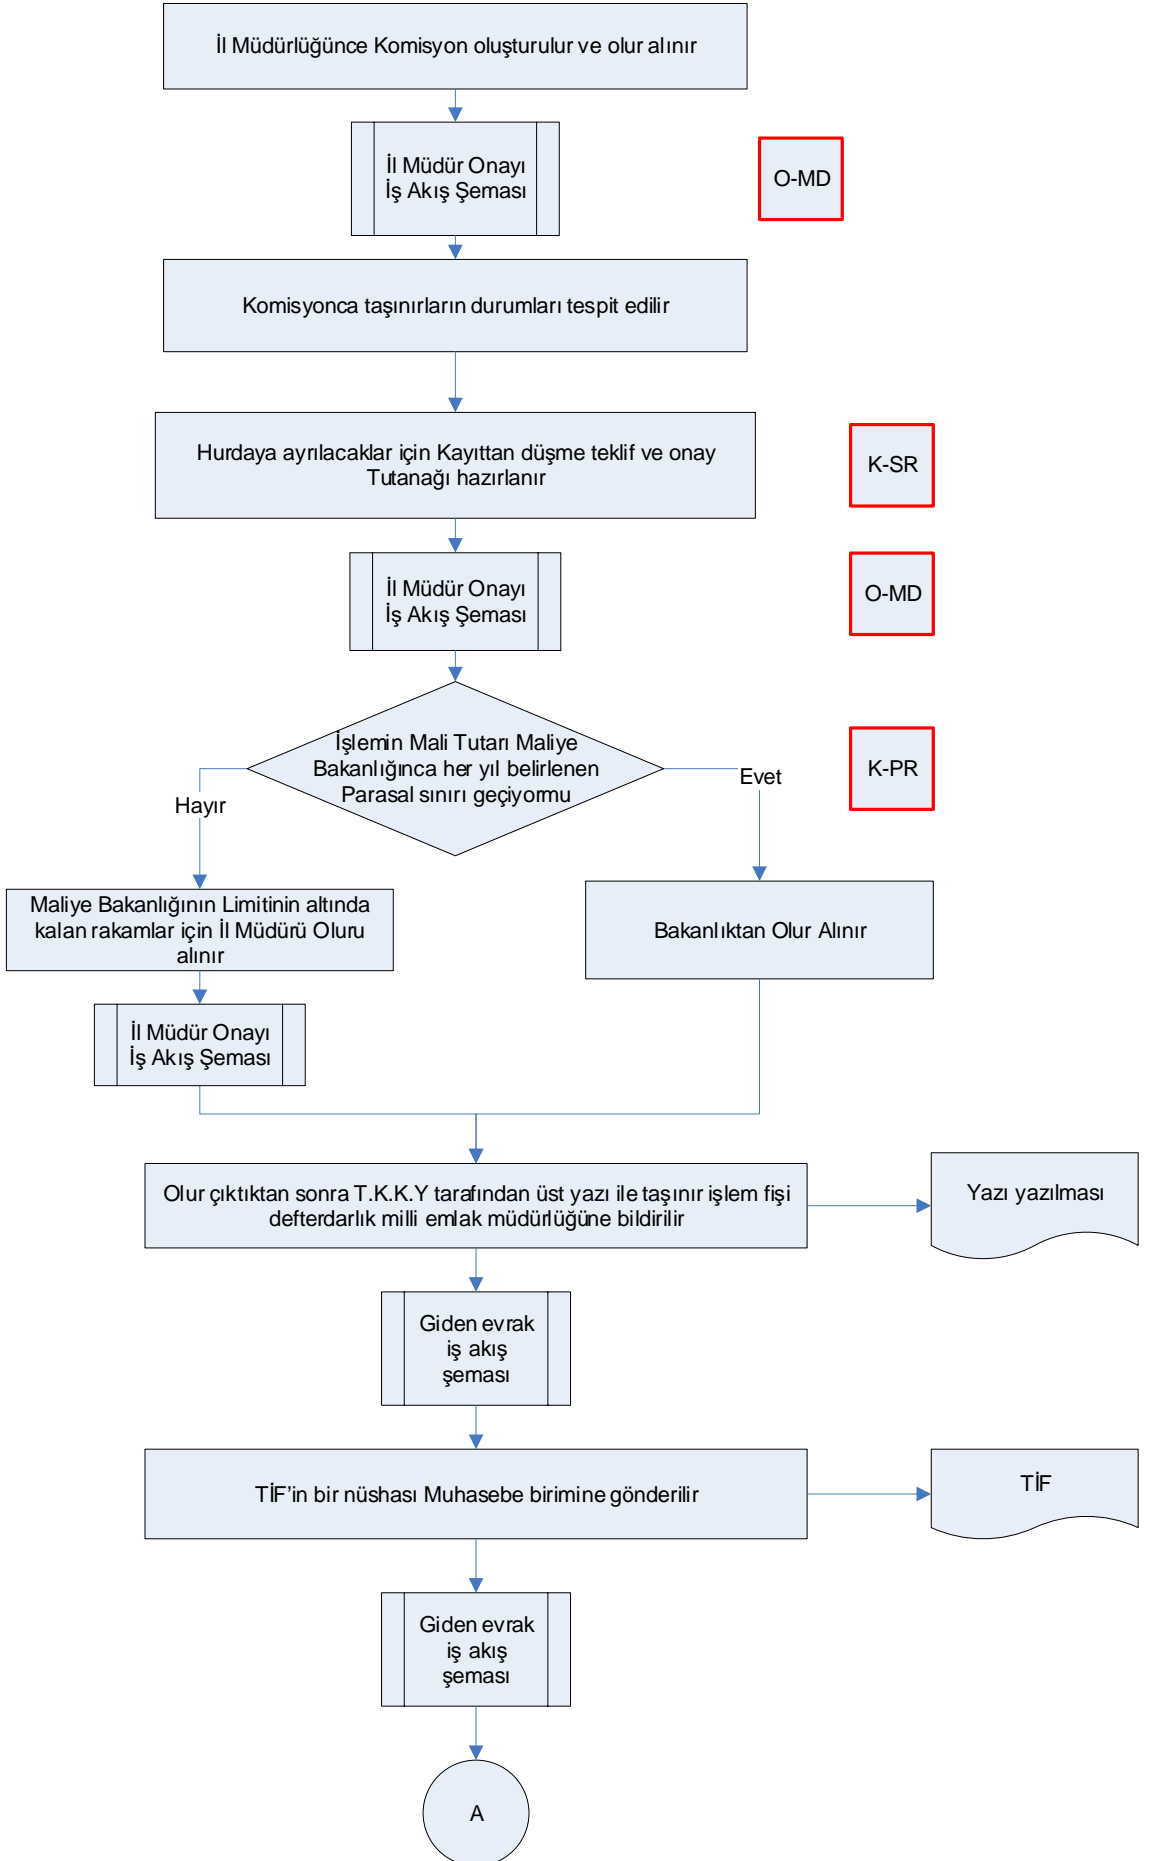 İl Müdürlüğünce Komisyon oluşturulur ve olur alınır
İl Müdür Onayı
İş Akış Şeması
O-MD
Komisyonca taşınırların durumları tespit edilir
Hurdaya ayrılacaklar için Kayıttan düşme teklif ve onay
Tutanağı hazırlanır
K-SR
İl Müdür Onayı
İş Akış Şeması
O-MD
İşlemin Mali Tutarı Maliye
Bakanlığınca her yıl belirlenen
Parasal sınırı geçiyormu
K-PR
Evet
Hayır
Maliye Bakanlığının Limitinin altında
kalan rakamlar için İl Müdürü Oluru
alınır
Bakanlıktan Olur Alınır
İl Müdür Onayı
İş Akış Şeması
Olur çıktıktan sonra T.K.K.Y tarafından üst yazı ile taşınır işlem fişi
defterdarlık milli emlak müdürlüğüne bildirilir
Yazı yazılması
Giden evrak
iş akış
şeması
TİF’in bir nüshası Muhasebe birimine gönderilir
TİF
Giden evrak
iş akış
şeması
A